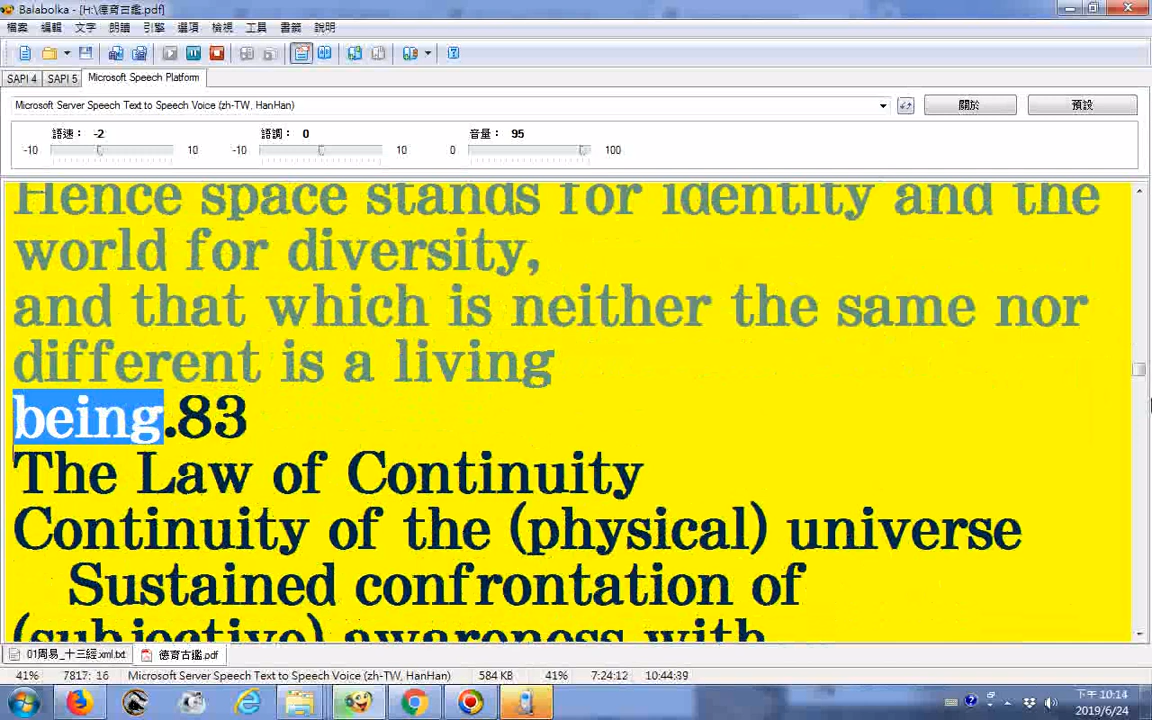 Balabolka - [H:\德育古鑑.pdf]
檔案 編輯 文字 朗讀 引擎 選項 檢視 工具 書籤 說明
SAPI 4 SAPI 5 Microsoft Speech Platform
Microsoft Server Speech Text to Speech Voice (zh-TW, HanHan) 關於 預設
語速： -2 語調： 0 音量： 95
-10 10 -10 10 0 100
Hence space stands for identity and the
world for diversity,
and that which is neither the same nor
different is a living
being.83
The Law of Continuity
Continuity of the (physical) universe
Sustained confrontation of
(subjective) awareness with
01周易_十三經.xml.txt 德育古鑑.pdf
41% 7817: 16 Microsoft Server Speech Text to Speech Voice (zh-TW, HanHan) 584 KB 41% 7:24:12 10:44:39
下午 10:14
2019/6/24